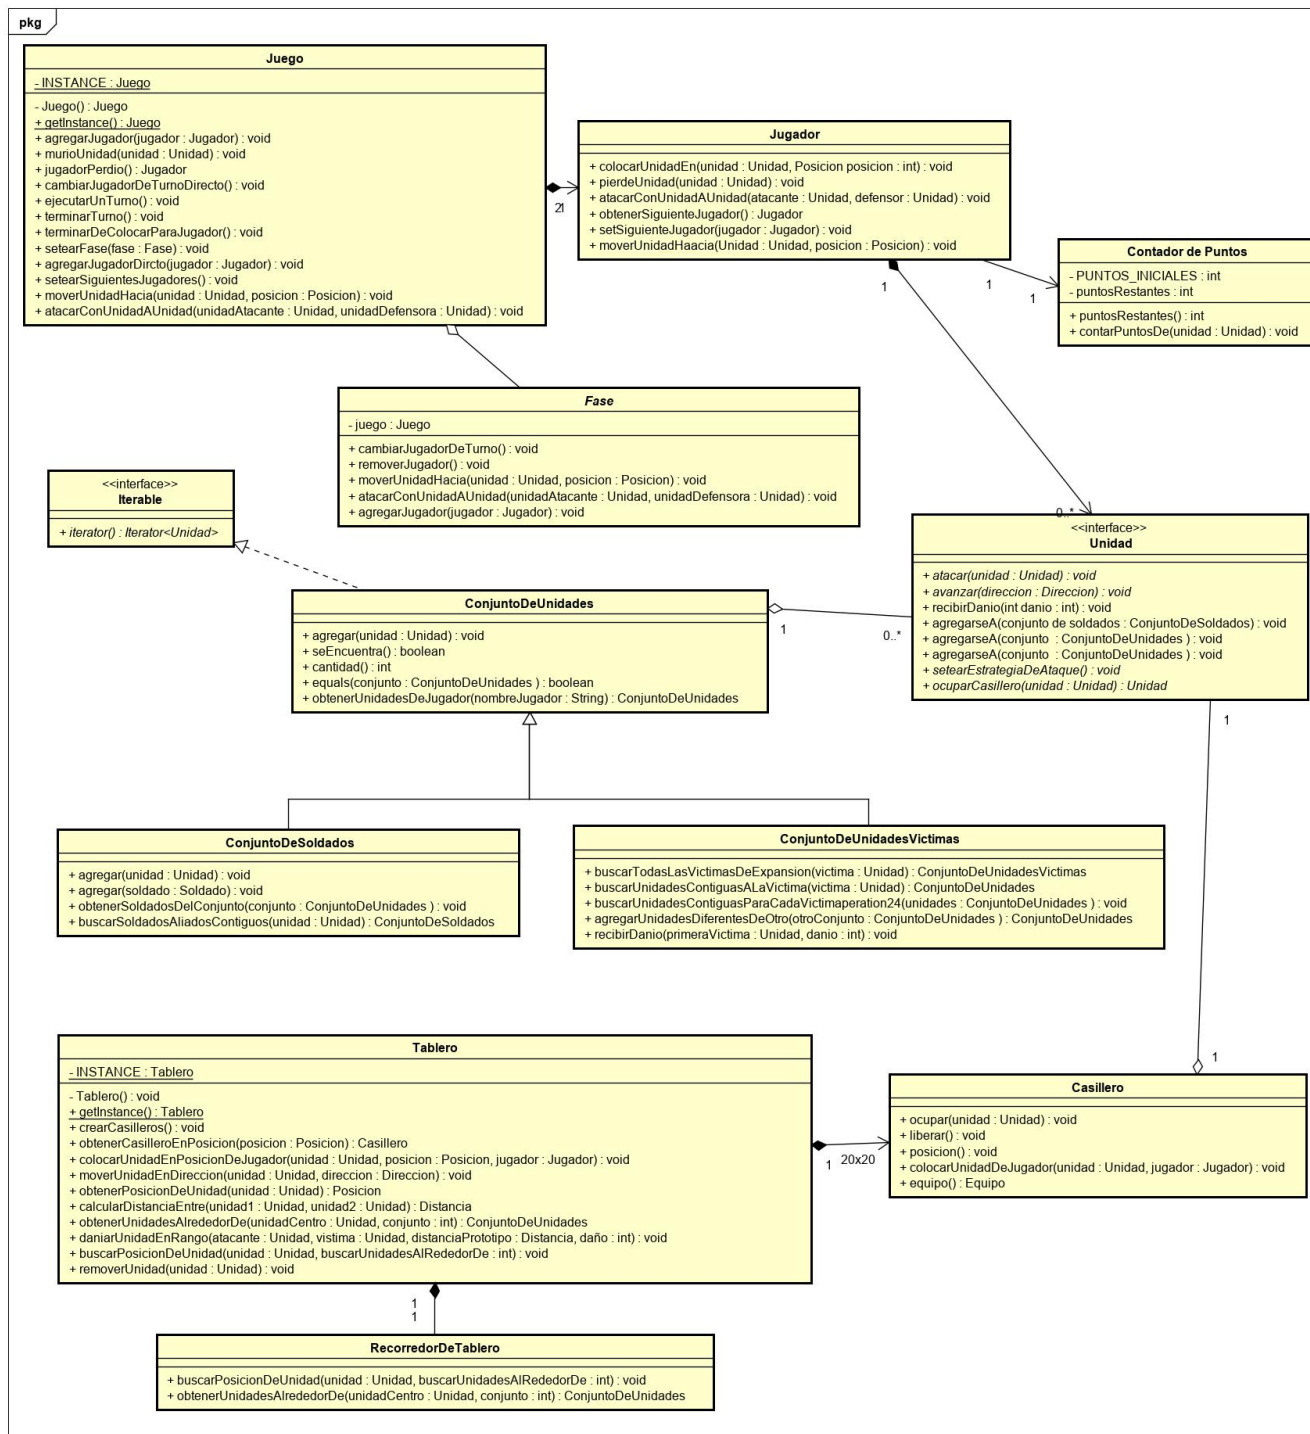 pkg
Juego
- INSTANCE : Juego
- Juego() : Juego
+ getInstance() : Juego
+ agregarJugador(jugador : Jugador) : void
+ murioUnidad(unidad : Unidad) : void
+ jugadorPerdio() : Jugador
+ cambiarJugadorDeTurnoDirecto() : void
+ ejecutarUnTurno() : void
+ terminarTurno() : void
+ terminarDeColocarParaJugador() : void
+ setearFase(fase : Fase) : void
+ agregarJugadorDircto(jugador : Jugador) : void
+ setearSiguientesJugadores() : void
+ moverUnidadHacia(unidad : Unidad, posicion : Posicion) : void
+ atacarConUnidadAUnidad(unidadAtacante : Unidad, unidadDefensora : Unidad) : void
Jugador
+ colocarUnidadEn(unidad : Unidad, Posicion posicion : int) : void
+ pierdeUnidad(unidad : Unidad) : void
+ atacarConUnidadAUnidad(atacante : Unidad, defensor : Unidad) : void
+ obtenerSiguienteJugador() : Jugador
+ setSiguienteJugador(jugador : Jugador) : void
+ moverUnidadHaacia(Unidad : Unidad, posicion : Posicion) : void
21
1
1
1
Contador de Puntos
- PUNTOS_INICIALES : int
- puntosRestantes : int
+ puntosRestantes() : int
+ contarPuntosDe(unidad : Unidad) : void
Fase
- juego : Juego
+ cambiarJugadorDeTurno() : void
+ removerJugador() : void
+ moverUnidadHacia(unidad : Unidad, posicion : Posicion) : void
+ atacarConUnidadAUnidad(unidadAtacante : Unidad, unidadDefensora : Unidad) : void
+ agregarJugador(jugador : Jugador) : void
<<interface>>
Iterable
+ iterator() : Iterator<Unidad>
0..*
<<interface>>
Unidad
+ atacar(unidad : Unidad) : void
+ avanzar(direccion : Direccion) : void
+ recibirDanio(int danio : int) : void
+ agregarseA(conjunto de soldados : ConjuntoDeSoldados) : void
+ agregarseA(conjunto  : ConjuntoDeUnidades ) : void
+ agregarseA(conjunto  : ConjuntoDeUnidades ) : void
+ setearEstrategiaDeAtaque() : void
+ ocuparCasillero(unidad : Unidad) : Unidad
ConjuntoDeUnidades
+ agregar(unidad : Unidad) : void
+ seEncuentra() : boolean
+ cantidad() : int
+ equals(conjunto : ConjuntoDeUnidades ) : boolean
+ obtenerUnidadesDeJugador(nombreJugador : String) : ConjuntoDeUnidades
1
0..*
1
ConjuntoDeSoldados
+ agregar(unidad : Unidad) : void
+ agregar(soldado : Soldado) : void
+ obtenerSoldadosDelConjunto(conjunto : ConjuntoDeUnidades ) : void
+ buscarSoldadosAliadosContiguos(unidad : Unidad) : ConjuntoDeSoldados
ConjuntoDeUnidadesVictimas
+ buscarTodasLasVictimasDeExpansion(victima : Unidad) : ConjuntoDeUnidadesVictimas
+ buscarUnidadesContiguasALaVictima(victima : Unidad) : ConjuntoDeUnidades
+ buscarUnidadesContiguasParaCadaVictimaperation24(unidades : ConjuntoDeUnidades ) : void
+ agregarUnidadesDiferentesDeOtro(otroConjunto : ConjuntoDeUnidades ) : ConjuntoDeUnidades
+ recibirDanio(primeraVictima : Unidad, danio : int) : void
Tablero
- INSTANCE : Tablero
- Tablero() : void
+ getInstance() : Tablero
+ crearCasilleros() : void
+ obtenerCasilleroEnPosicion(posicion : Posicion) : Casillero
+ colocarUnidadEnPosicionDeJugador(unidad : Unidad, posicion : Posicion, jugador : Jugador) : void
+ moverUnidadEnDireccion(unidad : Unidad, direccion : Direccion) : void
+ obtenerPosicionDeUnidad(unidad : Unidad) : Posicion
+ calcularDistanciaEntre(unidad1 : Unidad, unidad2 : Unidad) : Distancia
+ obtenerUnidadesAlrededorDe(unidadCentro : Unidad, conjunto : int) : ConjuntoDeUnidades
+ daniarUnidadEnRango(atacante : Unidad, vistima : Unidad, distanciaPrototipo : Distancia, daño : int) : void
+ buscarPosicionDeUnidad(unidad : Unidad, buscarUnidadesAlRededorDe : int) : void
+ removerUnidad(unidad : Unidad) : void
1
20x20
1
Casillero
+ ocupar(unidad : Unidad) : void
+ liberar() : void
+ posicion() : void
+ colocarUnidadDeJugador(unidad : Unidad, jugador : Jugador) : void
+ equipo() : Equipo
1
1
RecorredorDeTablero
+ buscarPosicionDeUnidad(unidad : Unidad, buscarUnidadesAlRededorDe : int) : void
+ obtenerUnidadesAlrededorDe(unidadCentro : Unidad, conjunto : int) : ConjuntoDeUnidades